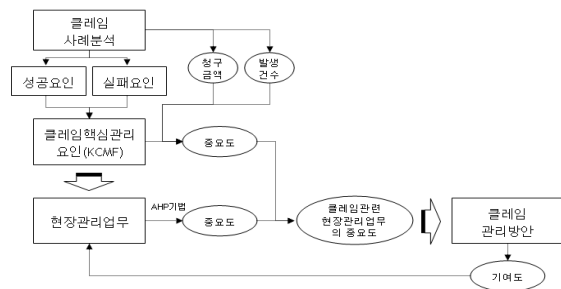 클레임
사례분석
성공요인
실패요인
청구
금액
발생
건수
클레임핵심관리
요인(KCMF)
중요도
현장관리업무
AHP기법
중요도
클레임관련
현장관리업무
의 중요도
클레임
관리방안
기여도